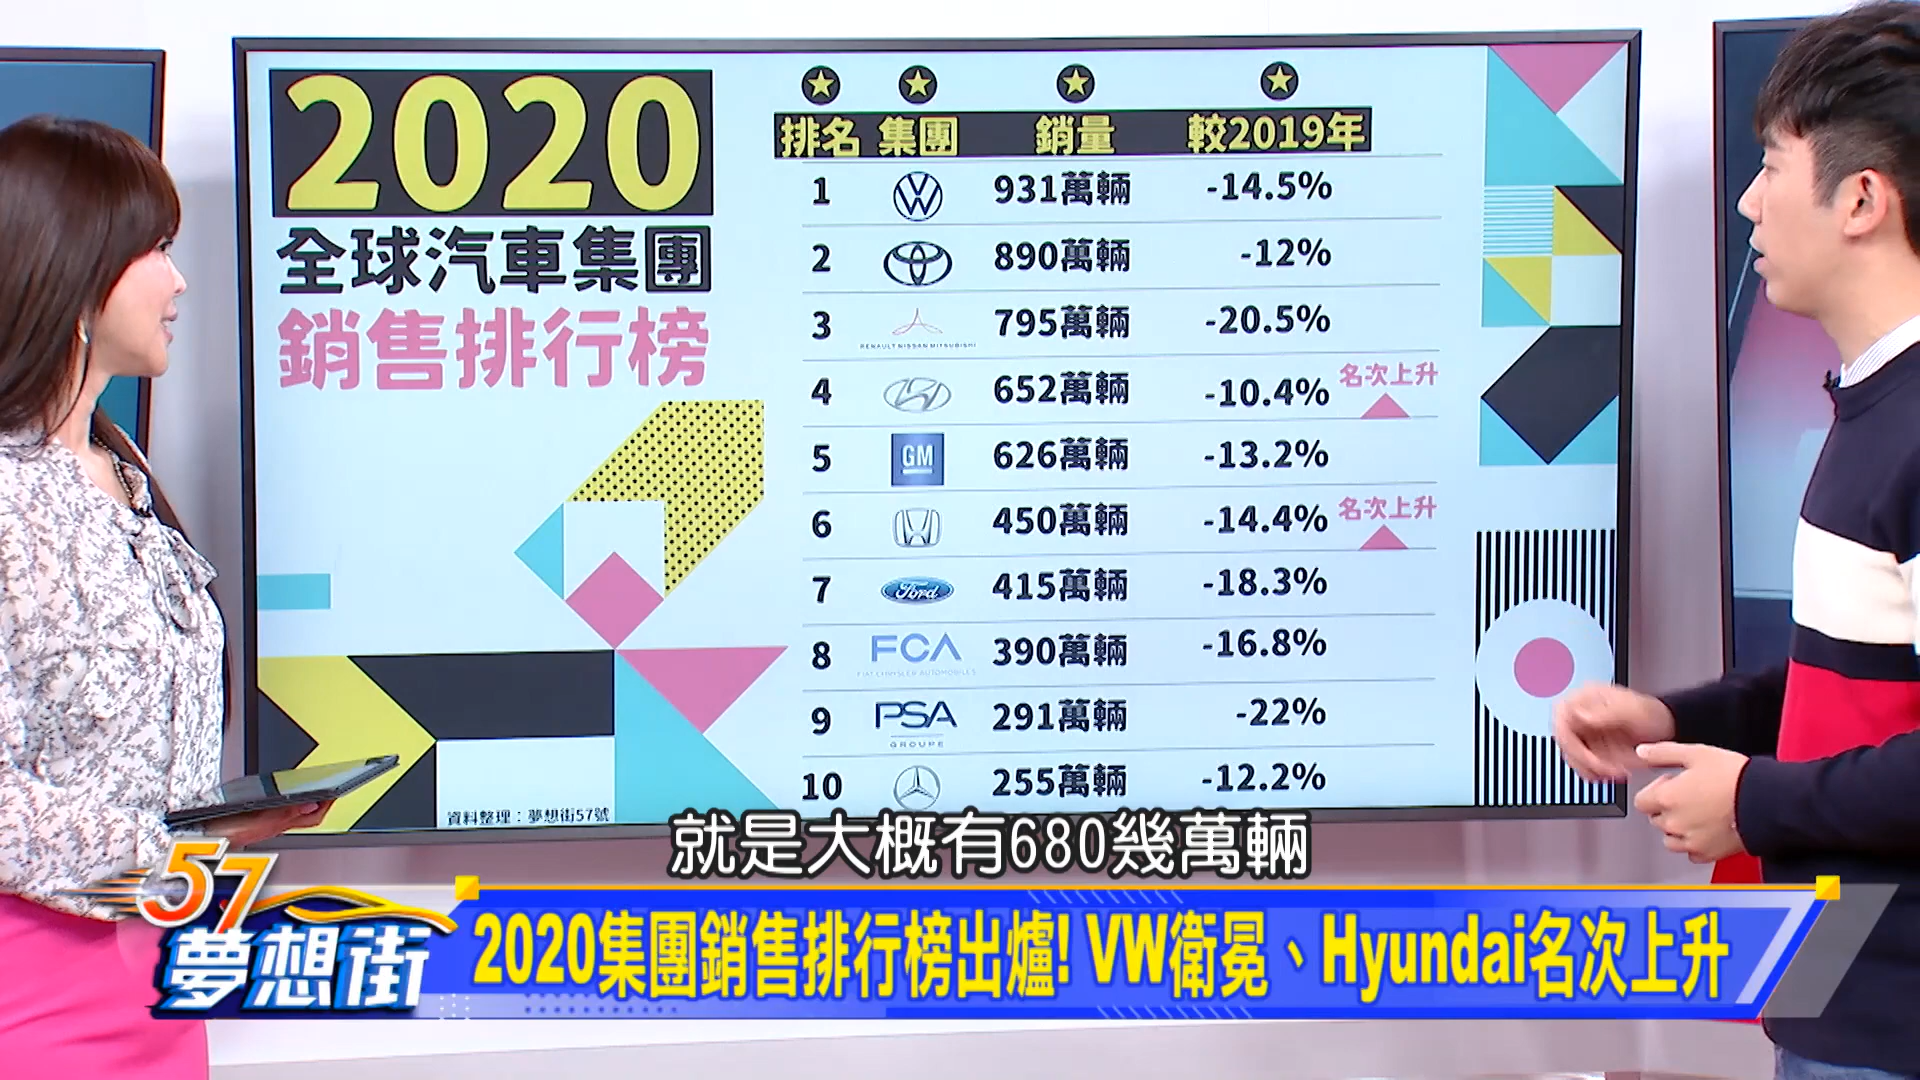 2020
全球汽車集團
銷售排行榜
排名 集團 銷量 較2019年
1 931萬輛 -14.5%
2 890萬輛 -12%
3 RENAULT NISSAN MITSUBISHI 795萬輛 -20.5%
4 652萬輛 -10.4% 名次上升
5 GM 626萬輛 -13.2%
6 450萬輛 -14.4% 名次上升
7 Ford 415萬輛 -18.3%
8 FCA FIAT CHRYSLER AUTOMOBILES 390萬輛 -16.8%
9 PSA GROUPE 291萬輛 -22%
10 255萬輛 -12.2%
資料整理：夢想街57號
就是大概有680幾萬輛
57夢想街
2020集團銷售排行榜出爐! VW衛冕、Hyundai名次上升